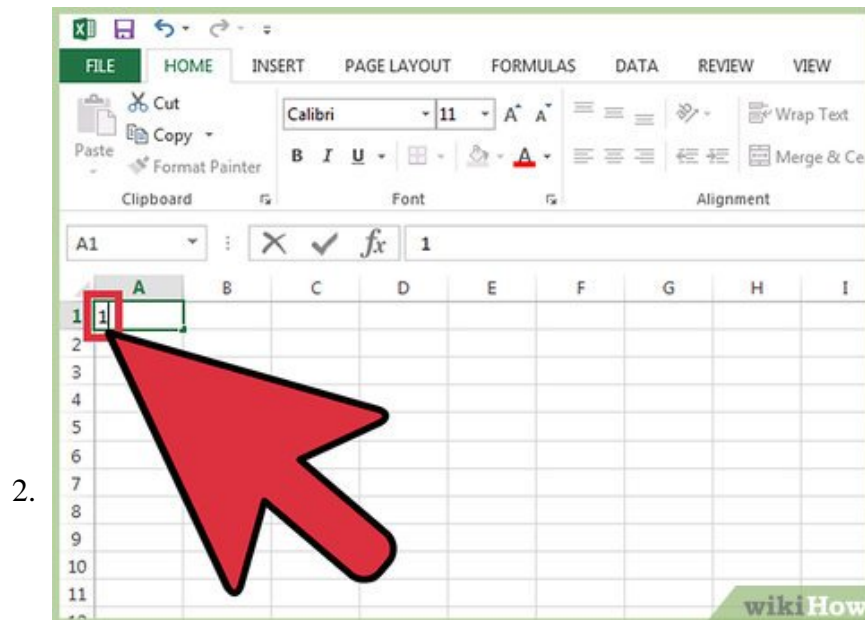 FILE HOME INSERT PAGE LAYOUT FORMULAS DATA REVIEW VIEW
Cut
Calibri 11 A A Wrap Text
Copy
Paste B I U A Merge & Ce
Format Painter
Clipboard Font Alignment
A1 fx 1
A B C D E F G H I
1 1
2
3
4
5
6
2.
7
8
9
10
11
wikiHow